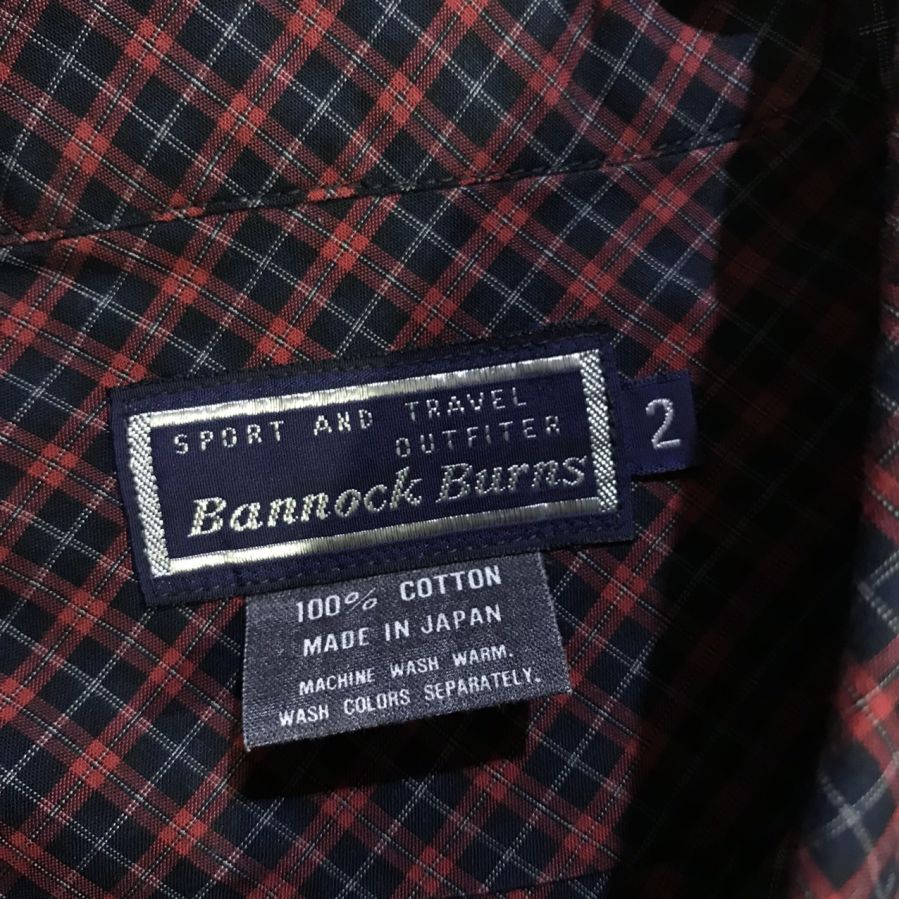 SPORT AND TRAVEL
OUTFITER
Bannock Burns
2
100% COTTON
MADE IN JAPAN
MACHINE WASH WARM.
WASH COLORS SEPARATELY.